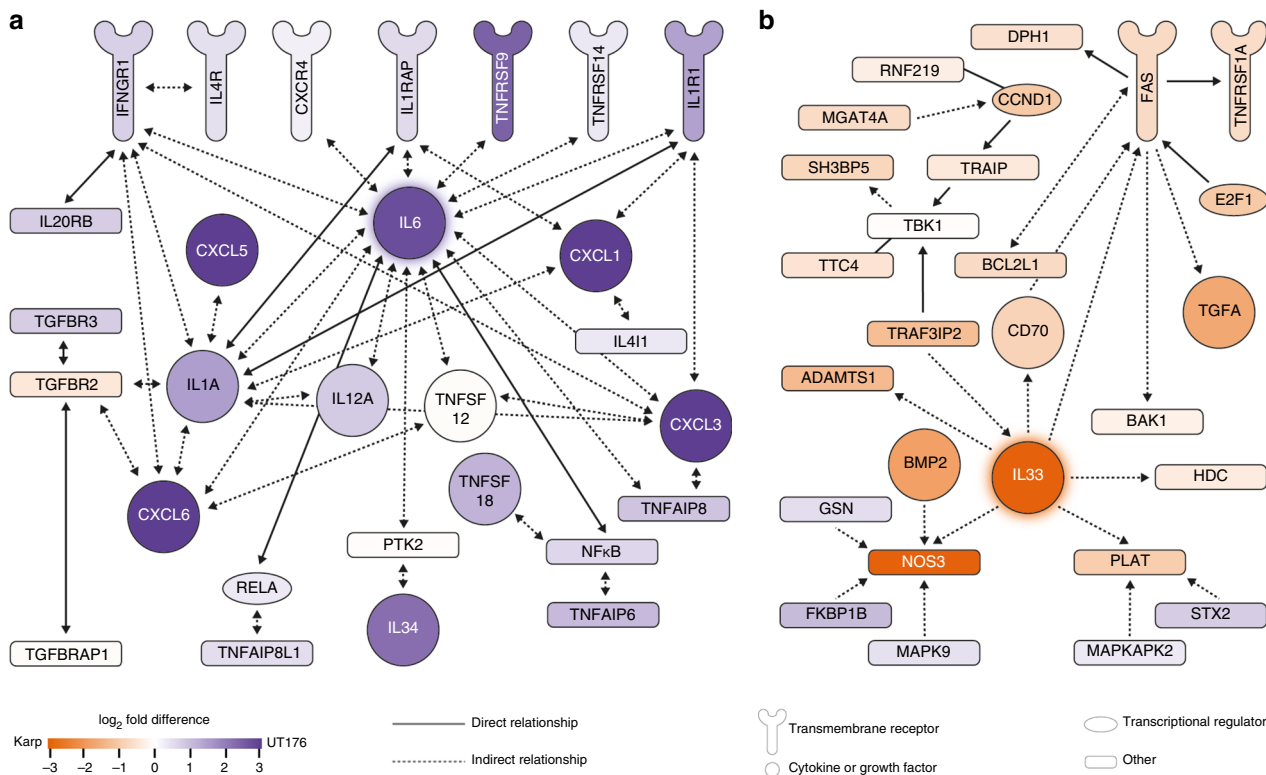 a
b
IFNGR1
IL4R
CXCR4
IL1RAP
TNFRSF9
TNFRSF14
IL1R1
IL20RB
CXCL5
IL6
CXCL1
TGFBR3
IL4I1
TGFBR2
IL1A
IL12A
TNFSF
12
CXCL3
CXCL6
TNFSF
18
TNFAIP8
PTK2
NFκB
RELA
TNFAIP6
IL34
TGFBRAP1
TNFAIP8L1
DPH1
FAS
TNFRSF1A
RNF219
CCND1
MGAT4A
SH3BP5
TRAIP
E2F1
TBK1
TTC4
BCL2L1
TGFA
TRAF3IP2
CD70
ADAMTS1
BAK1
BMP2
IL33
HDC
GSN
NOS3
PLAT
FKBP1B
STX2
MAPK9
MAPKAPK2
log2 fold difference
Karp
UT176
−3 −2 −1 0 1 2 3
Direct relationship
Indirect relationship
Transmembrane
receptor
Cytokine or growth factor
Transcriptional regulator
Other